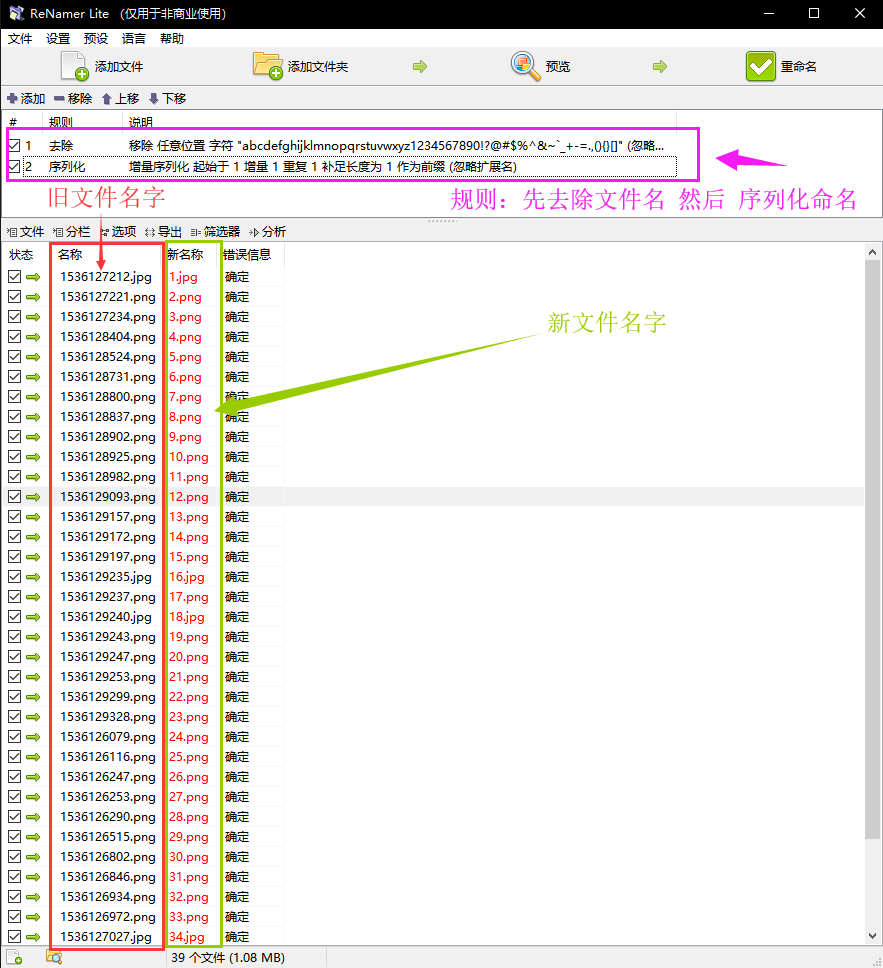 ReNamer Lite （仅用于非商业使用）
文件 设置 预设 语言 帮助
添加文件 添加文件夹 预览 重命名
添加 移除 上移 下移
# 规则 说明
1 去除 移除 任意位置 字符 "abcdefghijklmnopqrstuvwxyz1234567890!?@#$%^&~`_+-=.,(){}[]" (忽略...
2 序列化 增量序列化 起始于 1 增量 1 重复 1 补足长度为 1 作为前缀 (忽略扩展名)
旧文件名字
规则：先去除文件名 然后 序列化命名
文件 分栏 选项 导出 筛选器 分析
状态 名称 新名称 错误信息
1536127212.jpg 1.jpg 确定
1536127221.png 2.png 确定
1536127234.png 3.png 确定
新文件名字
1536128404.png 4.png 确定
1536128524.png 5.png 确定
1536128731.png 6.png 确定
1536128800.png 7.png 确定
1536128837.png 8.png 确定
1536128902.png 9.png 确定
1536128925.png 10.png 确定
1536128982.png 11.png 确定
1536129093.png 12.png 确定
1536129157.png 13.png 确定
1536129172.png 14.png 确定
1536129197.png 15.png 确定
1536129235.jpg 16.jpg 确定
1536129237.png 17.png 确定
1536129240.jpg 18.jpg 确定
1536129243.png 19.png 确定
1536129247.png 20.png 确定
1536129253.png 21.png 确定
1536129299.png 22.png 确定
1536129328.png 23.png 确定
1536126079.png 24.png 确定
1536126116.png 25.png 确定
1536126247.png 26.png 确定
1536126253.png 27.png 确定
1536126290.png 28.png 确定
1536126515.png 29.png 确定
1536126802.png 30.png 确定
1536126846.png 31.png 确定
1536126934.png 32.png 确定
1536126972.png 33.png 确定
1536127027.jpg 34.jpg 确定
39 个文件 (1.08 MB)